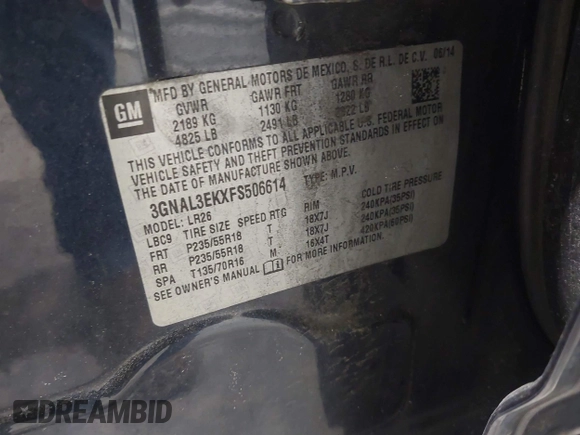 GM
MFD BY GENERAL MOTORS DE MEXICO, S. DE R.L. DE C.V. 06/14
GVWR GAWR FRT GAWR RR
2189 KG 1130 KG 1280 KG
4825 LB 2491 LB 2822 LB
THIS VEHICLE CONFORMS TO ALL APPLICABLE U.S. FEDERAL MOTOR
VEHICLE SAFETY AND THEFT PREVENTION STANDARDS IN EFFECT ON
THE DATE OF MANUFACTURE SHOWN ABOVE.
3GNAL3EKXFS506614 TYPE: M.P.V.
MODEL: LR26
LBC9 TIRE SIZE SPEED RTG RIM COLD TIRE PRESSURE
FRT P235/55R18 T 18X7J 240KPA(35PSI)
RR P235/55R18 T 18X7J 240KPA(35PSI)
SPA T135/70R16 M 16X4T 420KPA(60PSI)
SEE OWNER'S MANUAL FOR ADDITIONAL INFORMATION.
DREAMBID